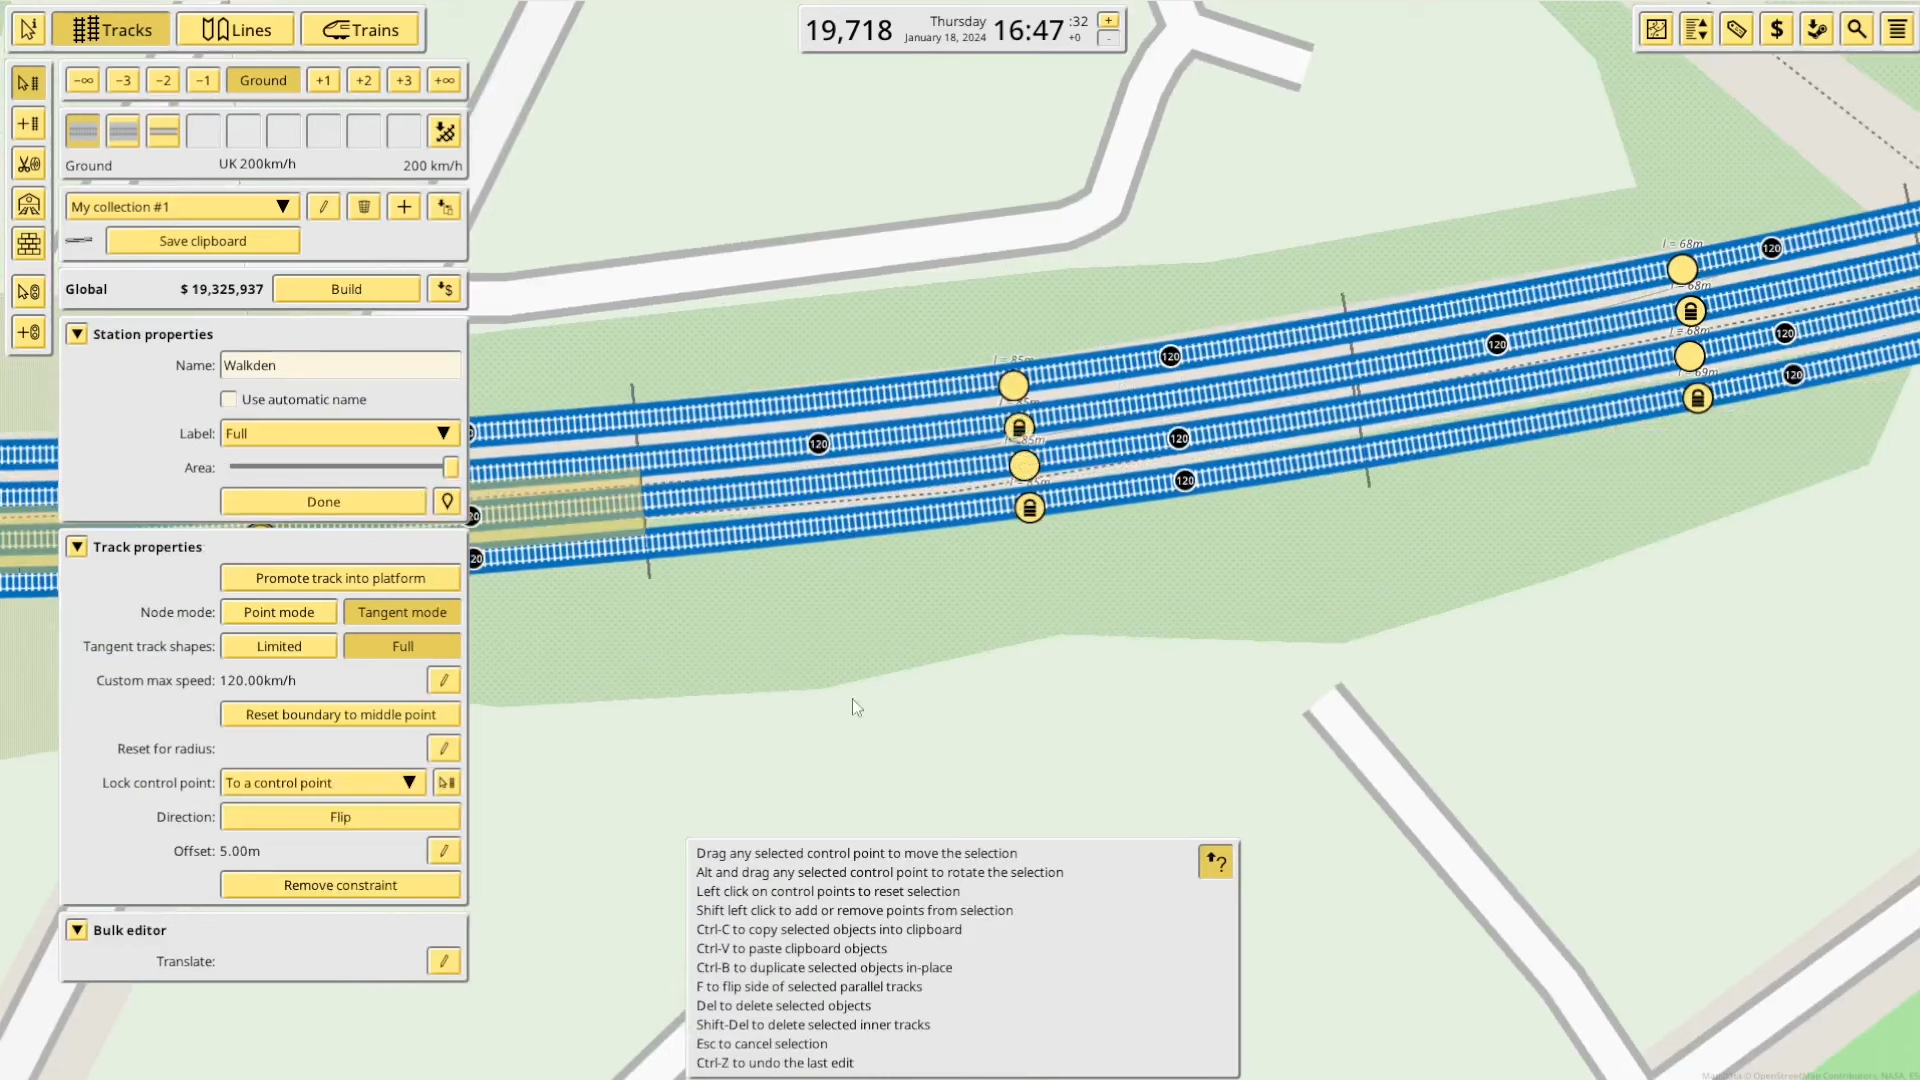 Tracks
Lines
Trains
19,718
Thursday
January 18, 2024
16:47
:32
+0
+
-
-∞
-3
-2
-1
Ground
+1
+2
+3
+∞
Ground
UK 200km/h
200 km/h
My collection #1
Save clipboard
Global
$ 19,325,937
Build
Station properties
Name:
Walkden
Use automatic name
Label:
Full
Area:
Done
Track properties
Promote track into platform
Node mode:
Point mode
Tangent mode
Tangent track shapes:
Limited
Full
Custom max speed:
120.00km/h
Reset boundary to middle point
Reset for radius:
Lock control point:
To a control point
Direction:
Flip
Offset:
5.00m
Remove constraint
Bulk editor
Translate:
l = 68m
120
120
120
120
120
120
120
120
Drag any selected control point to move the selection
Alt and drag any selected control point to rotate the selection
Left click on control points to reset selection
Shift left click to add or remove points from selection
Ctrl-C to copy selected objects into clipboard
Ctrl-V to paste clipboard objects
Ctrl-B to duplicate selected objects in-place
F to flip side of selected parallel tracks
Del to delete selected objects
Shift-Del to delete selected inner tracks
Esc to cancel selection
Ctrl-Z to undo the last edit